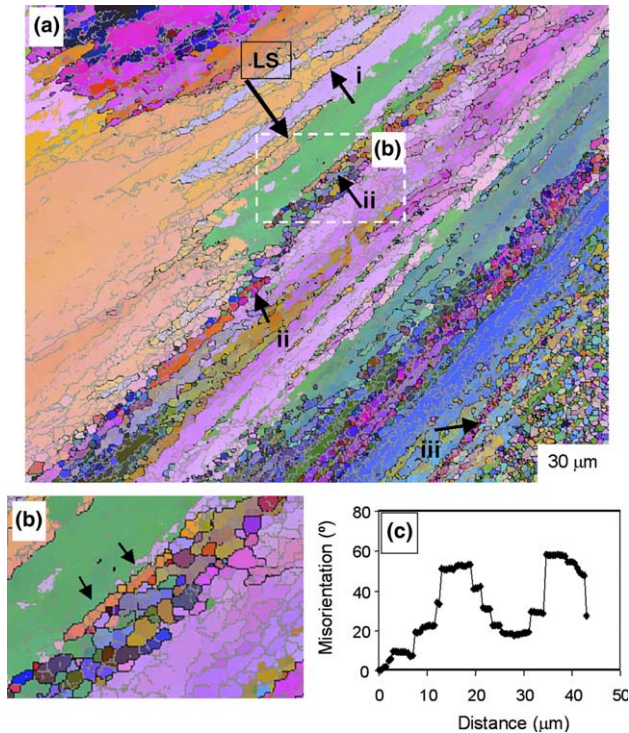 (a)
LS
i
(b)
ii
ii
iii
30 μm
(b)
(c)
Misorientation (º)
80
60
40
20
0
0 10 20 30 40 50
Distance (μm)